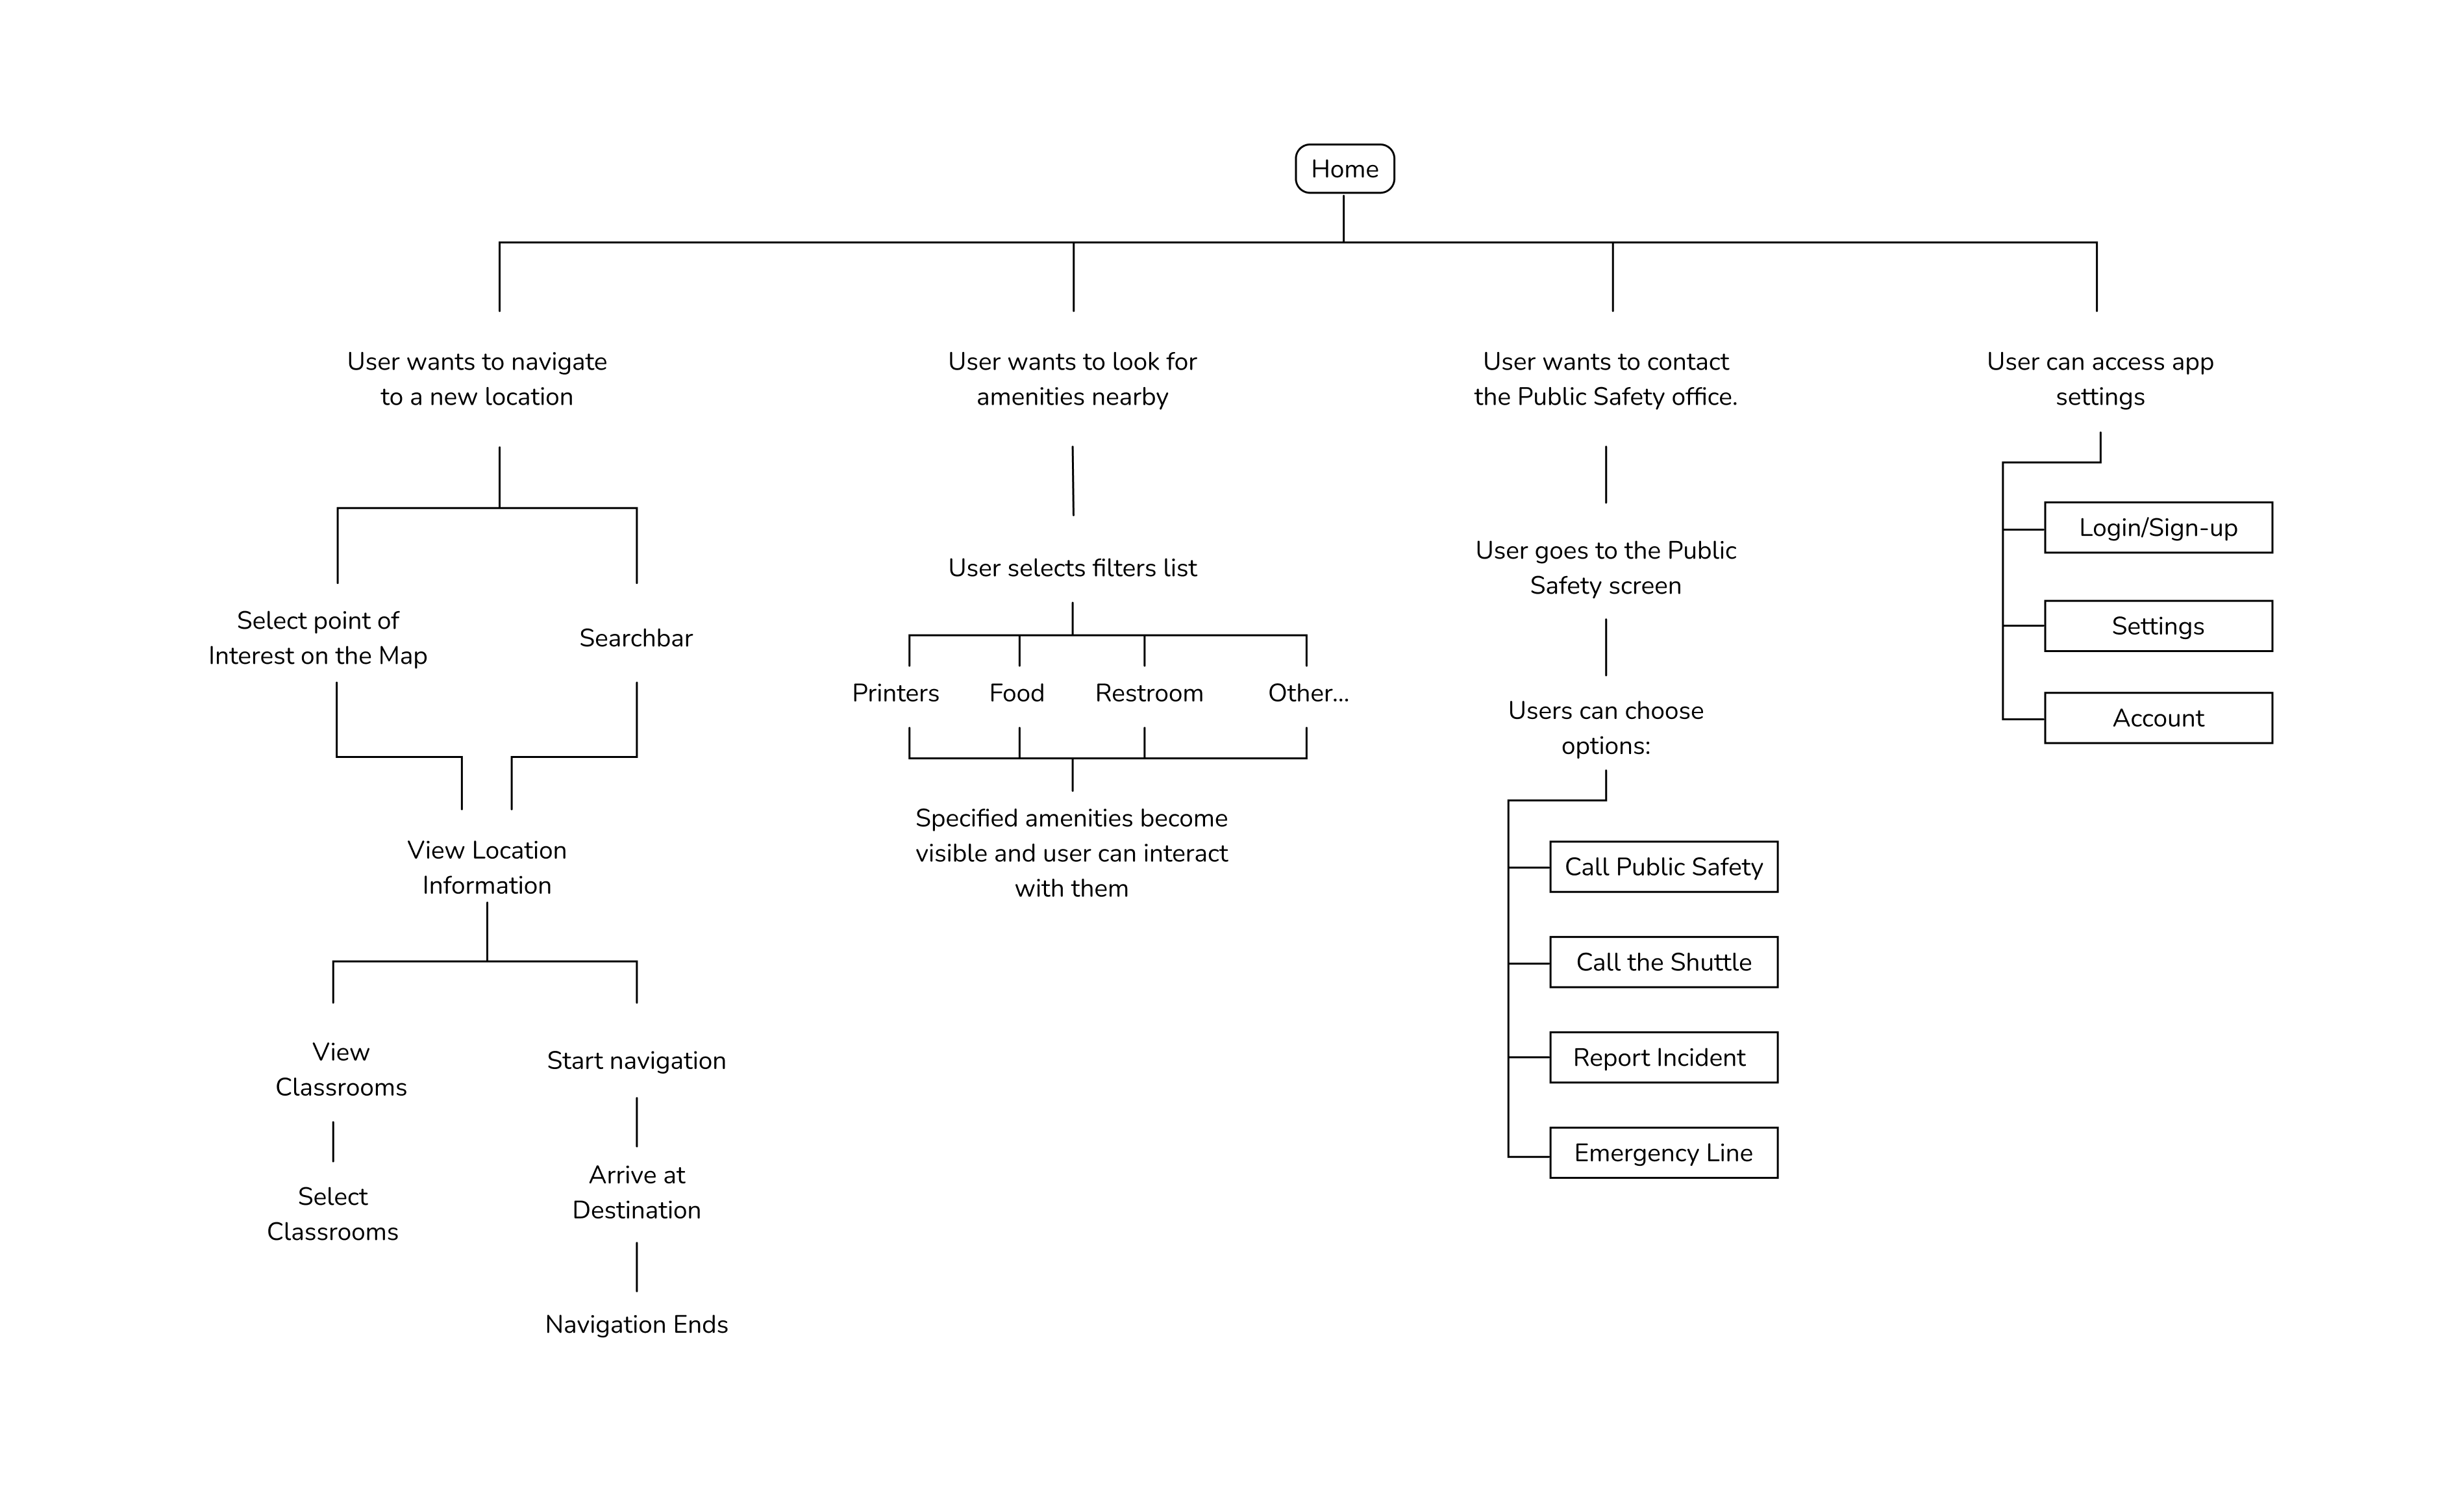 Home
User wants to navigate
to a new location
User wants to look for
amenities nearby
User wants to contact
the Public Safety office.
User can access app
settings
Select point of
Interest on the Map
Searchbar
View Location
Information
View
Classrooms
Select
Classrooms
Start navigation
Arrive at
Destination
Navigation Ends
User selects filters list
Printers
Food
Restroom
Other...
Specified amenities become
visible and user can interact
with them
User goes to the Public
Safety screen
Users can choose
options:
Call Public Safety
Call the Shuttle
Report Incident
Emergency Line
Login/Sign-up
Settings
Account